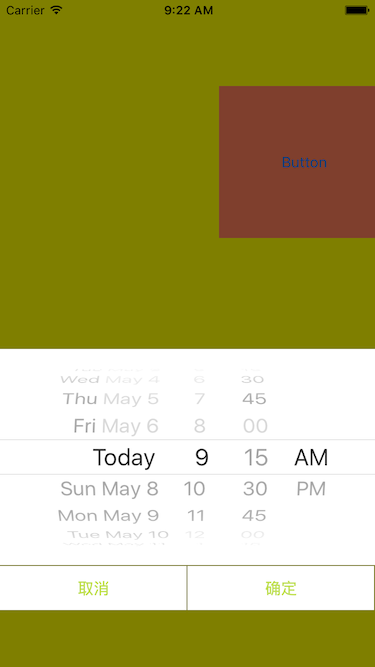 Carrier 9:22 AM
Button
Wed May 4 6 30
Thu May 5 7 45
Fri May 6 8 00
Today 9 15 AM
Sun May 8 10 30 PM
Mon May 9 11 45
Tue May 10 12 00
取消 确定